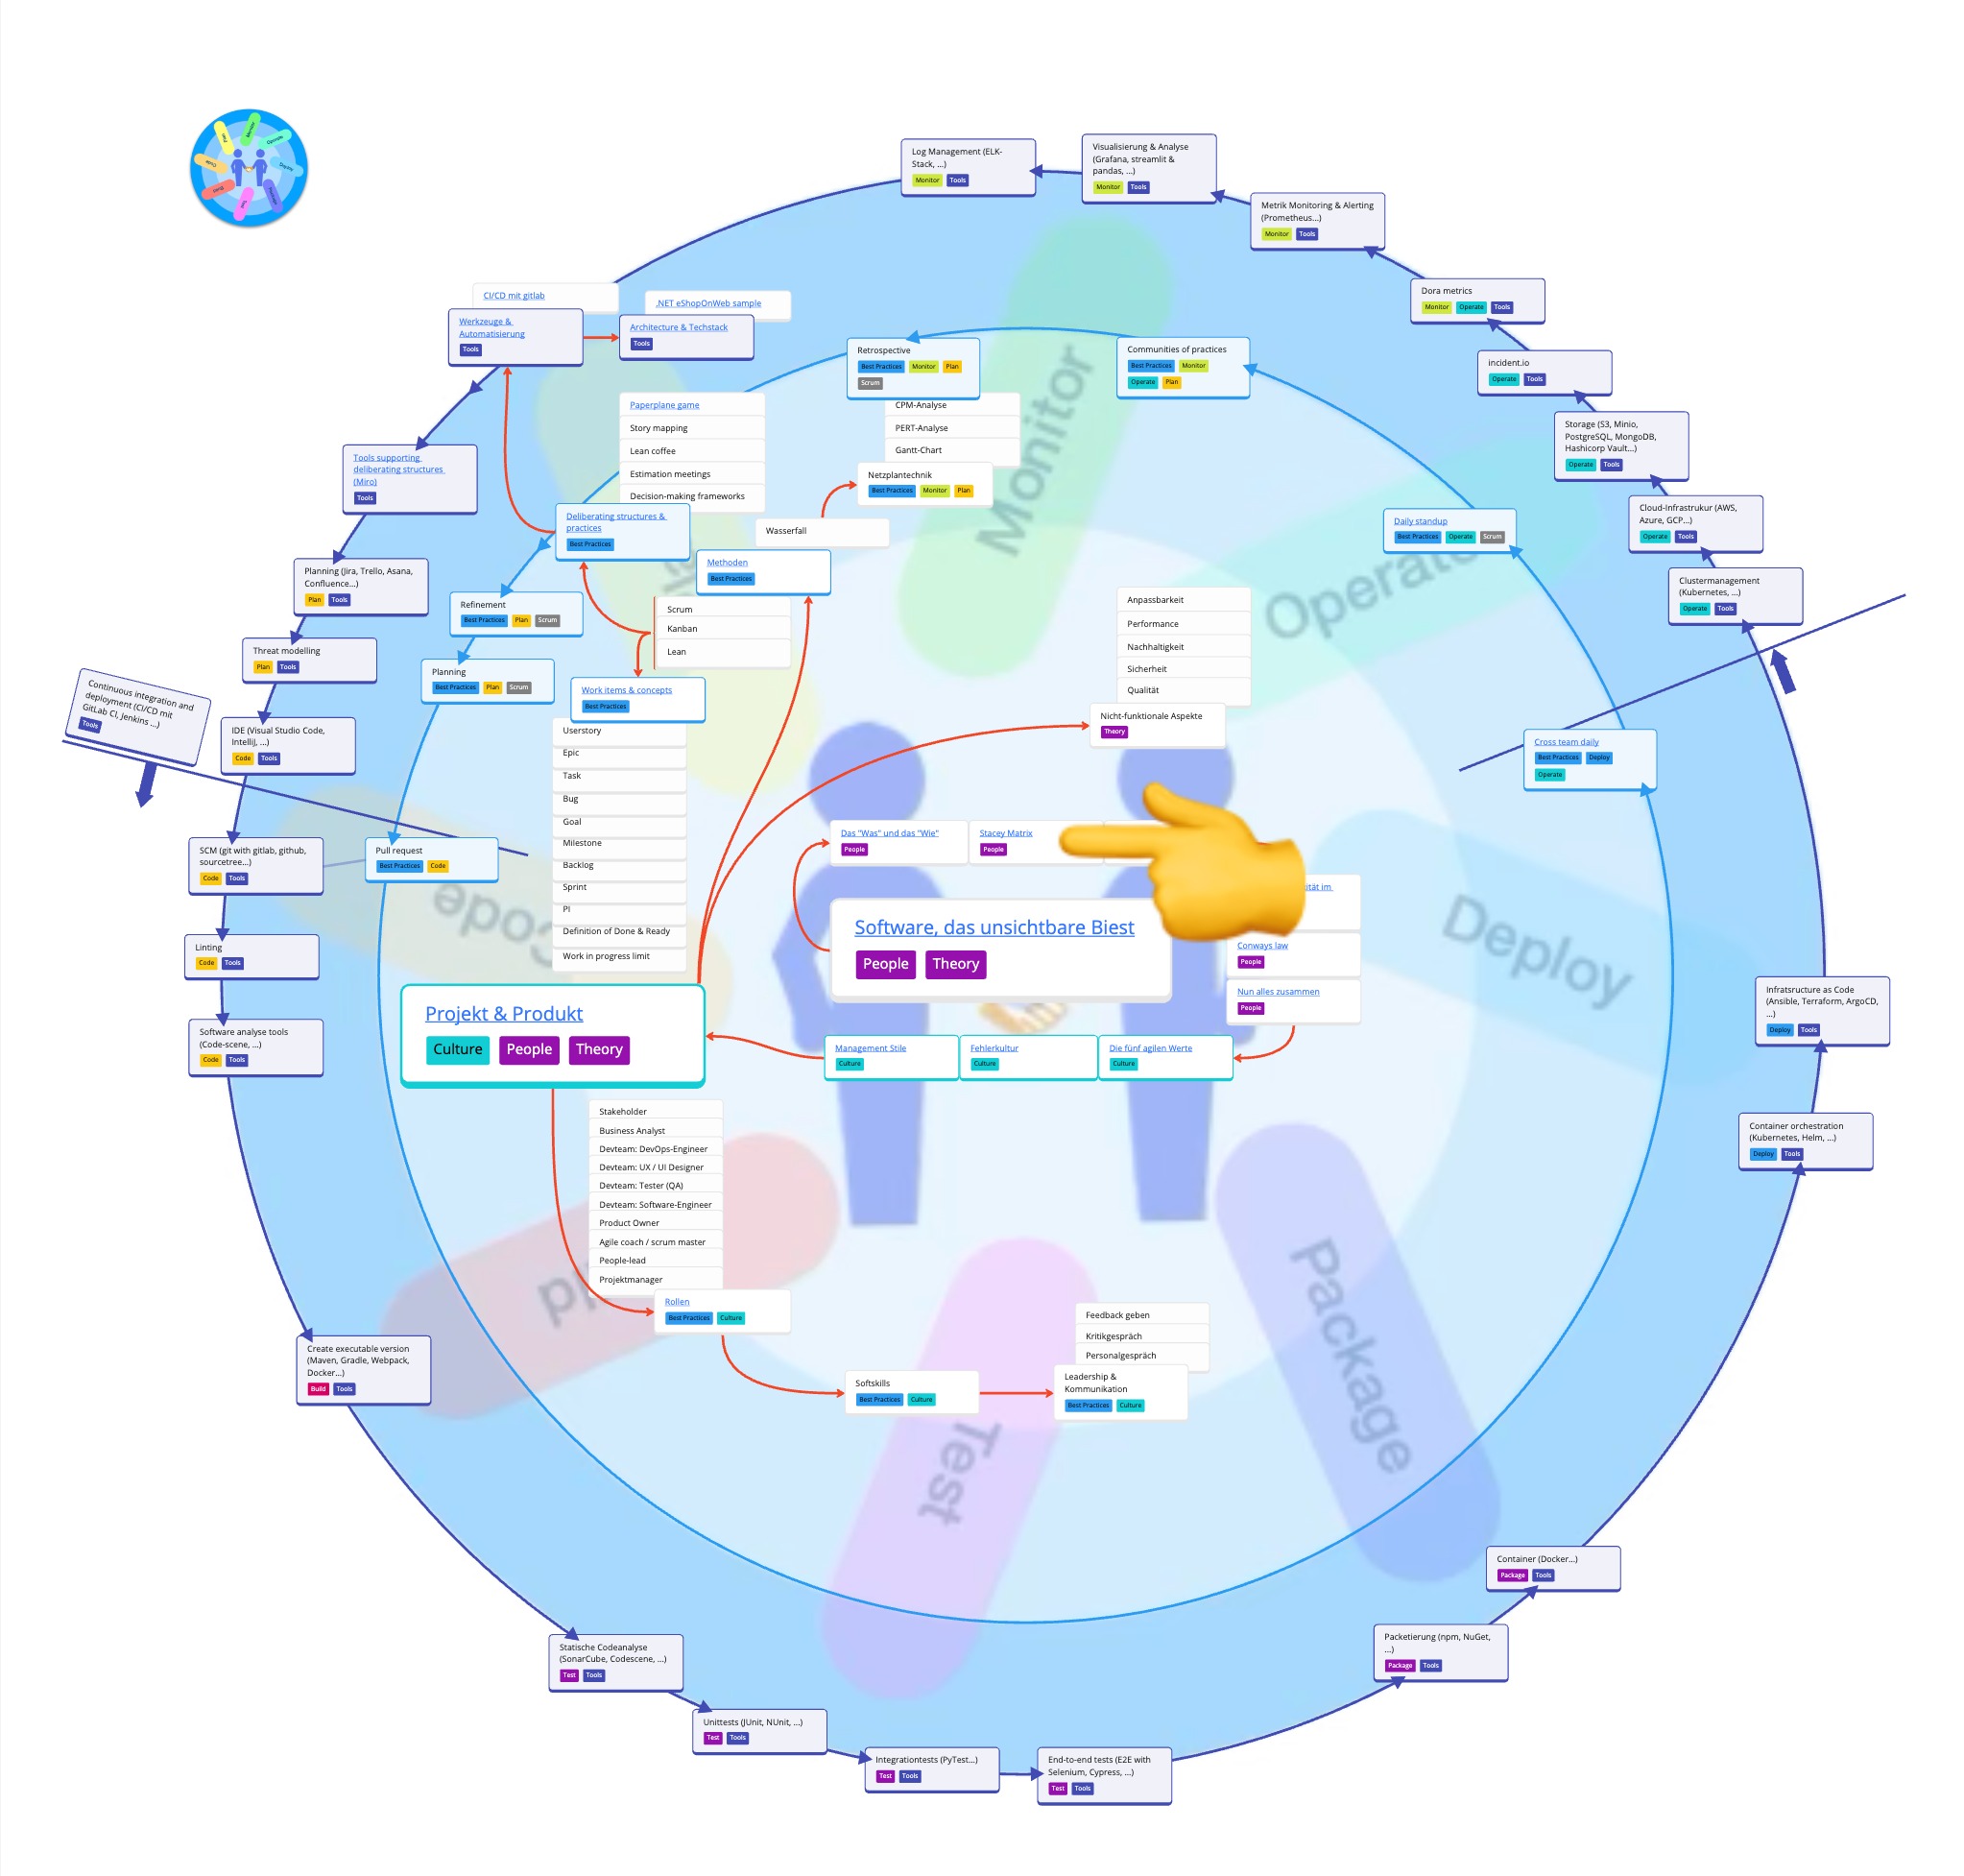 Log Management (ELK-
Stack, ...)
Monitor Tools
Visualisierung & Analyse
(Grafana, streamlit &
pandas, ...)
Monitor Tools
Metrik Monitoring & Alerting
(Prometheus...)
Monitor Tools
Dora metrics
Monitor Operate Tools
incident.io
Operate Tools
Storage (S3, Minio,
PostgreSQL, MongoDB,
Hashicorp Vault...)
Operate Tools
Cloud-Infrastrukur (AWS,
Azure, GCP...)
Operate Tools
Clustermanagement
(Kubernetes, ...)
Operate Tools
CI/CD mit gitlab
Werkzeuge &
Automatisierung
Tools
.NET eShopOnWeb sample
Architecture & Techstack
Tools
Retrospective
Best Practices Monitor Plan
Scrum
Communities of practices
Best Practices Monitor
Operate Plan
Daily standup
Best Practices Operate Scrum
Cross team daily
Best Practices Deploy
Operate
Paperplane game
Story mapping
Lean coffee
Estimation meetings
Decision-making frameworks
Deliberating structures &
practices
Best Practices
CPM-Analyse
PERT-Analyse
Gantt-Chart
Netzplantechnik
Best Practices Monitor Plan
Wasserfall
Methoden
Best Practices
Tools supporting
deliberating structures
(Miro)
Tools
Planning (Jira, Trello, Asana,
Confluence...)
Plan Tools
Threat modelling
Plan Tools
Continuous integration and
deployment (CI/CD mit
GitLab CI, Jenkins ...)
Tools
IDE (Visual Studio Code,
Intellij, ...)
Code Tools
SCM (git with gitlab, github,
sourcetree...)
Code Tools
Linting
Code Tools
Software analyse tools
(Code-scene, ...)
Code Tools
Refinement
Best Practices Plan Scrum
Planning
Best Practices Plan Scrum
Pull request
Best Practices Code
Scrum
Kanban
Lean
Work items & concepts
Best Practices
Userstory
Epic
Task
Bug
Goal
Milestone
Backlog
Sprint
PI
Definition of Done & Ready
Work in progress limit
Anpassbarkeit
Performance
Nachhaltigkeit
Sicherheit
Qualität
Nicht-funktionale Aspekte
Theory
Das "Was" und das "Wie"
People
Stacey Matrix
People
Software, das unsichtbare Biest
People Theory
im
Conways law
People
Nun alles zusammen
People
Projekt & Produkt
Culture People Theory
Management Stile
Culture
Fehlerkultur
Culture
Die fünf agilen Werte
Culture
Stakeholder
Business Analyst
Devteam: DevOps-Engineer
Devteam: UX / UI Designer
Devteam: Tester (QA)
Devteam: Software-Engineer
Product Owner
Agile coach / scrum master
People-lead
Projektmanager
Rollen
Best Practices Culture
Softskills
Best Practices Culture
Feedback geben
Kritikgespräch
Personalgespräch
Leadership &
Kommunikation
Best Practices Culture
Monitor
Operate
Deploy
Package
Test
Code
Infratsructure as Code
(Ansible, Terraform, ArgoCD,
...)
Deploy Tools
Container orchestration
(Kubernetes, Helm, ...)
Deploy Tools
Container (Docker...)
Package Tools
Packetierung (npm, NuGet,
...)
Package Tools
Create executable version
(Maven, Gradle, Webpack,
Docker...)
Build Tools
Statische Codeanalyse
(SonarCube, Codescene, ...)
Test Tools
Unittests (JUnit, NUnit, ...)
Test Tools
Integrationtests (PyTest...)
Test Tools
End-to-end tests (E2E with
Selenium, Cypress, ...)
Test Tools